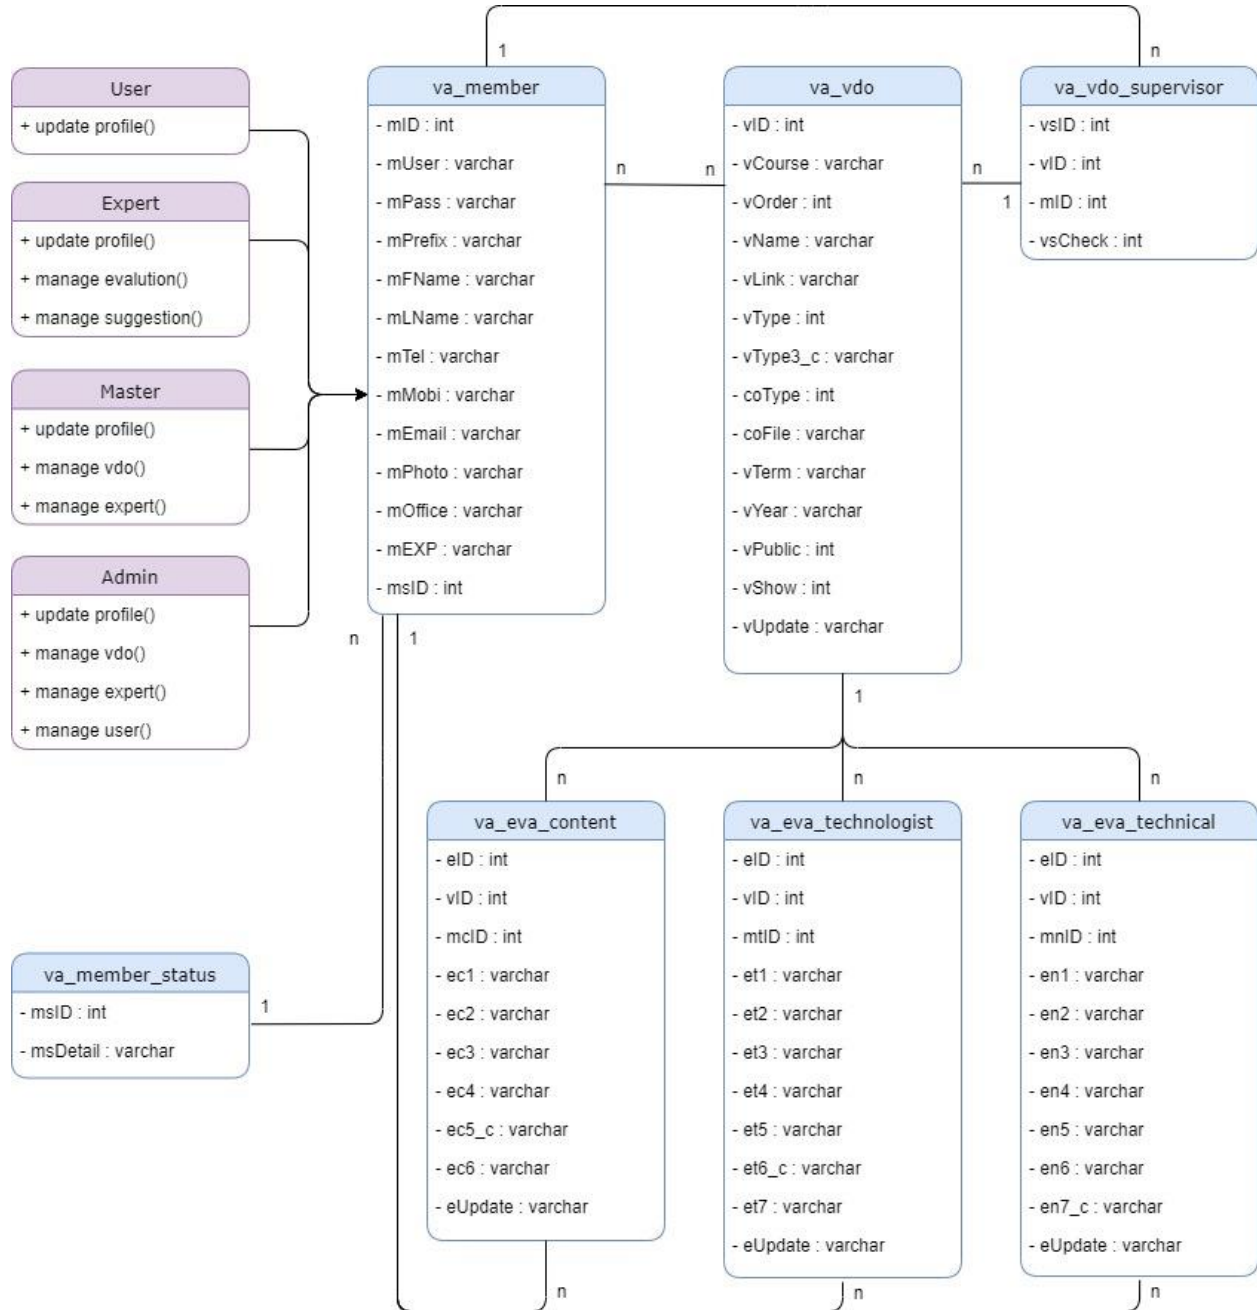 1
n
User
+ update profile()
Expert
+ update profile()
+ manage evalution()
+ manage suggestion()
Master
+ update profile()
+ manage vdo()
+ manage expert()
Admin
+ update profile()
+ manage vdo()
+ manage expert()
+ manage user()
va_member
- mID : int
- mUser : varchar
- mPass : varchar
- mPrefix : varchar
- mFName : varchar
- mLName : varchar
- mTel : varchar
- mMobi : varchar
- mEmail : varchar
- mPhoto : varchar
- mOffice : varchar
- mEXP : varchar
- msID : int
n
n
va_vdo
- vID : int
- vCourse : varchar
- vOrder : int
- vName : varchar
- vLink : varchar
- vType : int
- vType3_c : varchar
- coType : int
- coFile : varchar
- vTerm : varchar
- vYear : varchar
- vPublic : int
- vShow : int
- vUpdate : varchar
n
1
va_vdo_supervisor
- vsID : int
- vID : int
- mID : int
- vsCheck : int
n
1
1
n
n
n
va_member_status
- msID : int
- msDetail : varchar
1
va_eva_content
- eID : int
- vID : int
- mcID : int
- ec1 : varchar
- ec2 : varchar
- ec3 : varchar
- ec4 : varchar
- ec5_c : varchar
- ec6 : varchar
- eUpdate : varchar
va_eva_technologist
- eID : int
- vID : int
- mtID : int
- et1 : varchar
- et2 : varchar
- et3 : varchar
- et4 : varchar
- et5 : varchar
- et6_c : varchar
- et7 : varchar
- eUpdate : varchar
va_eva_technical
- eID : int
- vID : int
- mnID : int
- en1 : varchar
- en2 : varchar
- en3 : varchar
- en4 : varchar
- en5 : varchar
- en6 : varchar
- en7_c : varchar
- eUpdate : varchar
n
n
n